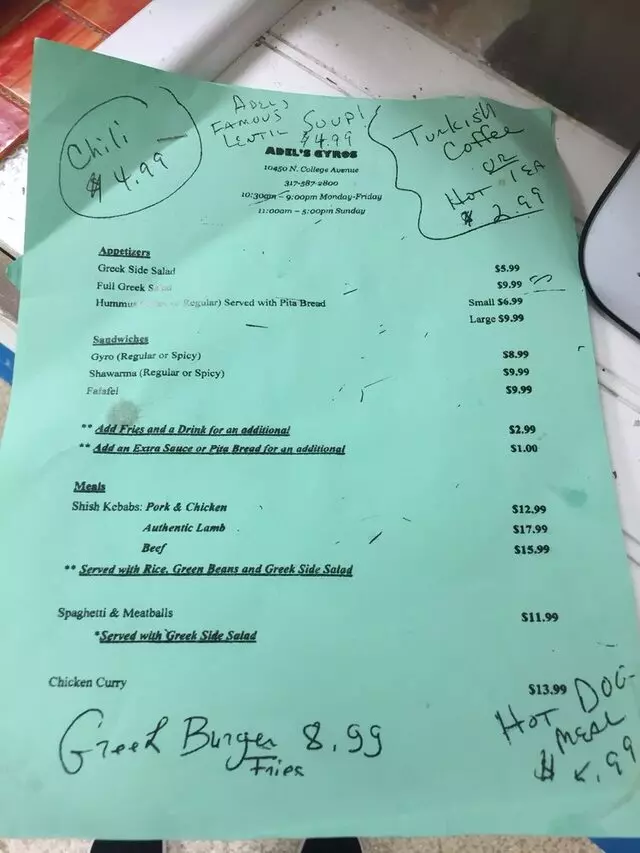 Chili
$ 4.99
ADEL'S
FAMOUS
LENTIL SOUP!
$4.99
Turkish
Coffee
OR
HOT TEA
$ 2.99
ADEL'S GYROS
10450 N. College Avenue
317-587-2800
10:30am – 9:00pm Monday-Friday
11:00am – 5:00pm Sunday
Appetizers
Greek Side Salad $5.99
Full Greek $9.99
Hummus Regular) Served with Pita Bread Small $6.99
Large $9.99
Sandwiches
Gyro (Regular or Spicy) $8.99
Shawarma (Regular or Spicy) $9.99
Falafel $9.99
** Add Fries and a Drink for an additional $2.99
** Add an Extra Sauce or Pita Bread for an additional $1.00
Meals
Shish Kebabs: Pork & Chicken $12.99
Authentic Lamb $17.99
Beef $15.99
** Served with Rice, Green Beans and Greek Side Salad
Spaghetti & Meatballs $11.99
*Served with Greek Side Salad
Chicken Curry $13.99
Greek Burger 8.99
Fries
HOT DOG
MEAL
$ .99